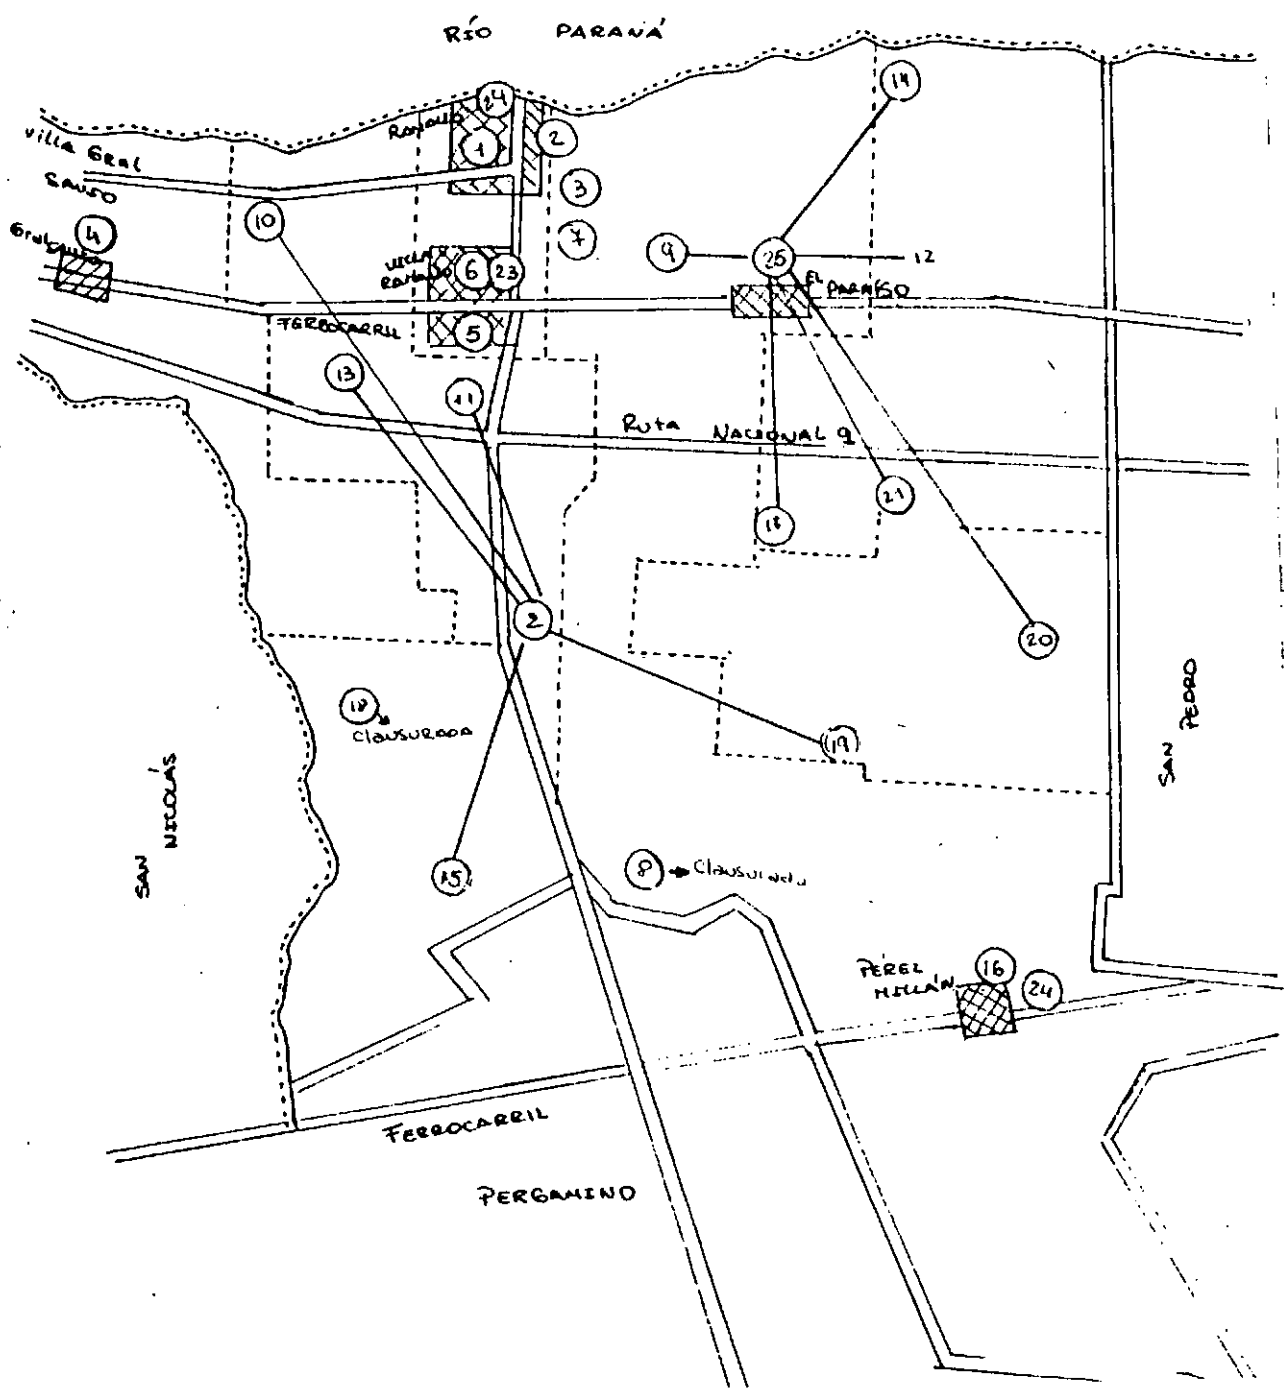 RÍO PARANÁ
14
24
RAMALLO
2
1
VILLA GRAL
SAVIO
3
10
4
7
9
25
12
VILLA
RAMALLO
6
23
EL
PARAÍSO
FERROCARRIL
5
13
11
RUTA NACIONAL 9
21
18
2
20
CLAUSURADA
19
SAN
PEDRO
SAN
NICOLÁS
15
8
CLAUSURADA
PÉREZ
MILLÁN
16
24
FERROCARRIL
PERGAMINO